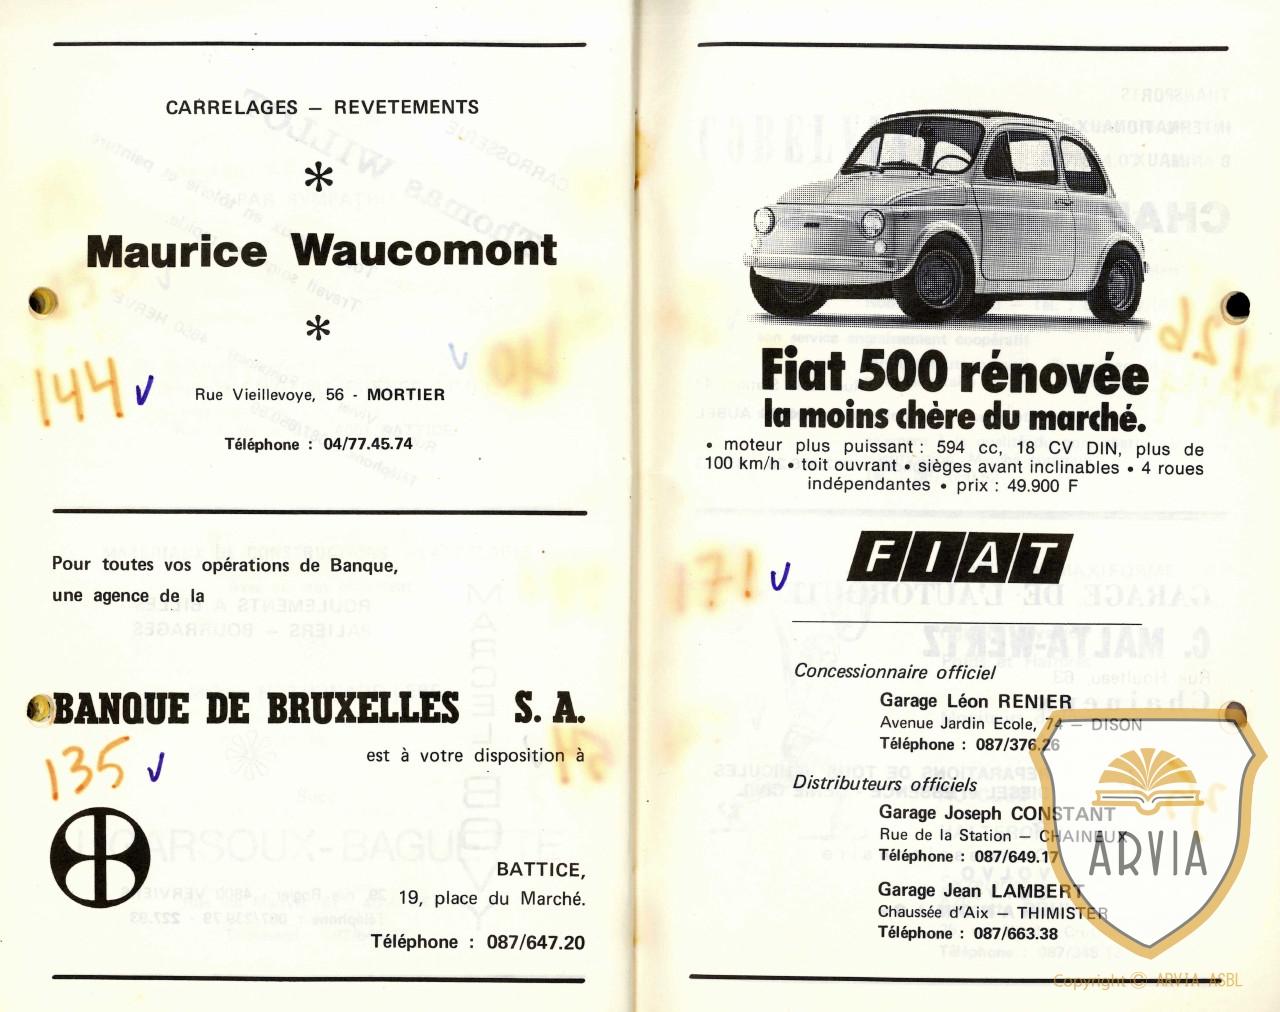 CARRELAGES — REVETEMENTS
*
Maurice Waucomont
*
144 v
Rue Vieillevoye, 56 - MORTIER
Téléphone : 04/77.45.74
Pour toutes vos opérations de Banque,
une agence de la
BANQUE DE BRUXELLES S. A.
est à votre disposition à
135 v
BATTICE,
19, place du Marché.
Téléphone : 087/647.20
Fiat 500 rénovée
la moins chère du marché.
• moteur plus puissant : 594 cc, 18 CV DIN, plus de
100 km/h • toit ouvrant • sièges avant inclinables • 4 roues
indépendantes • prix : 49.900 F
FIAT
171 v
Concessionnaire officiel
Garage Léon RENIER
Avenue Jardin Ecole, 74 — DISON
Téléphone : 087/376.26
Distributeurs officiels
Garage Joseph CONSTANT
Rue de la Station — CHAINEUX
Téléphone : 087/649.17
Garage Jean LAMBERT
Chaussée d'Aix — THIMISTER
Téléphone : 087/663.38
ARVIA
Copyright © ARVIA ASBL